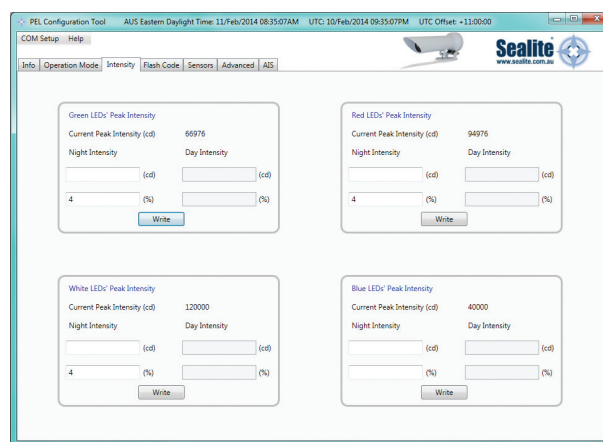 PEL Configuration Tool AUS Eastern Daylight Time: 11/Feb/2014 08:35:07AM UTC: 10/Feb/2014 09:35:07PM UTC Offset: +11:00:00
COM Setup Help
Sealite
www.sealite.com.au
Info Operation Mode Intensity Flash Code Sensors Advanced AIS
Green LEDs' Peak Intensity
Current Peak Intensity (cd) 66976
Night Intensity Day Intensity
(cd) (cd)
4 (%) (%)
Write
Red LEDs' Peak Intensity
Current Peak Intensity (cd) 94976
Night Intensity Day Intensity
(cd) (cd)
4 (%) (%)
Write
White LEDs' Peak Intensity
Current Peak Intensity (cd) 120000
Night Intensity Day Intensity
(cd) (cd)
4 (%) (%)
Write
Blue LEDs' Peak Intensity
Current Peak Intensity (cd) 40000
Night Intensity Day Intensity
(cd) (cd)
(%) (%)
Write